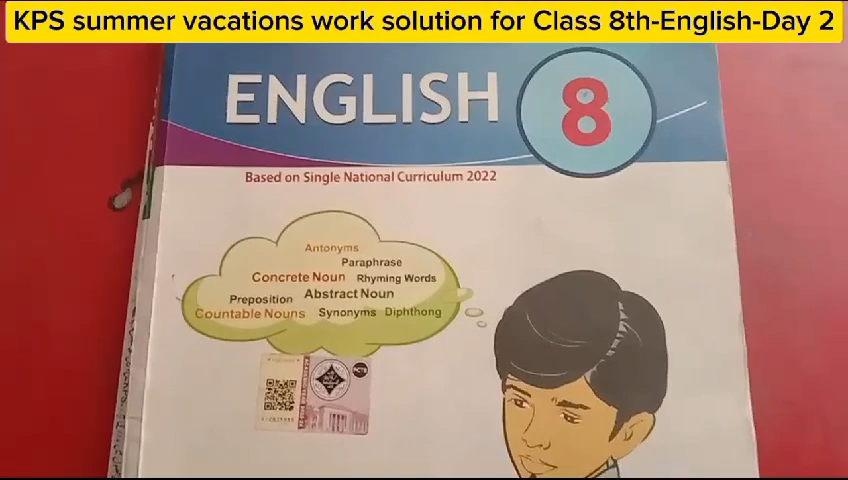 KPS summer vacations work solution for Class 8th-English-Day 2
ENGLISH 8
Based on Single National Curriculum 2022
Antonyms
Paraphrase
Concrete Noun Rhyming Words
Preposition Abstract Noun
Countable Nouns Synonyms Diphthong
PCTB